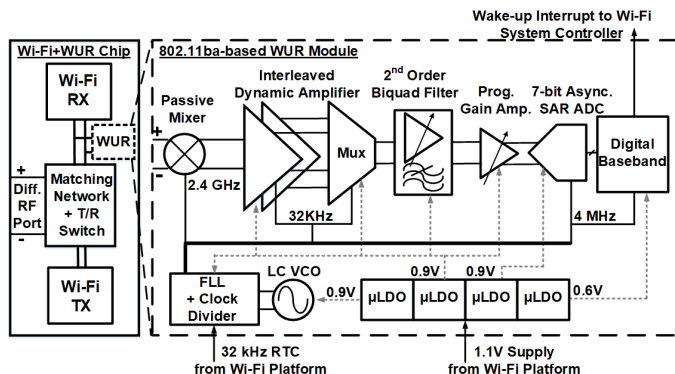 Wake-up Interrupt to Wi-Fi
System Controller
Wi-Fi+WUR Chip
Wi-Fi
RX
WUR
+
Diff.
RF
Port
-
Matching
Network
+ T/R
Switch
Wi-Fi
TX
802.11ba-based WUR Module
Passive
Mixer
+
-
2.4 GHz
Interleaved
Dynamic Amplifier
Mux
32KHz
2nd Order
Biquad Filter
Prog.
Gain Amp.
7-bit Async.
SAR ADC
Digital
Baseband
4 MHz
FLL
+ Clock
Divider
LC VCO
0.9V
0.9V
0.9V
0.6V
µLDO
µLDO
µLDO
µLDO
32 kHz RTC
from Wi-Fi Platform
1.1V Supply
from Wi-Fi Platform